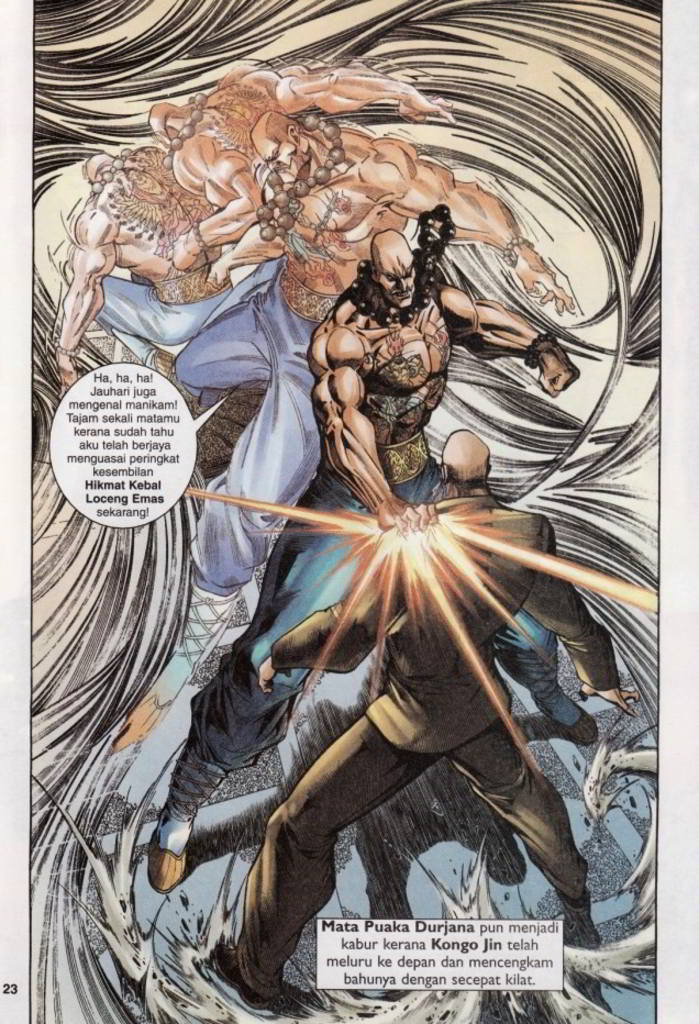 Ha, ha, ha!
Jauhari juga
mengenal manikam!
Tajam sekali matamu
kerana sudah tahu
aku telah berjaya
menguasai peringkat
kesembilan
Hikmat Kebal
Loceng Emas
sekarang!
Mata Puaka Durjana pun menjadi
kabur kerana Kongo Jin telah
meluru ke depan dan mencengkam
bahunya dengan secepat kilat.
23